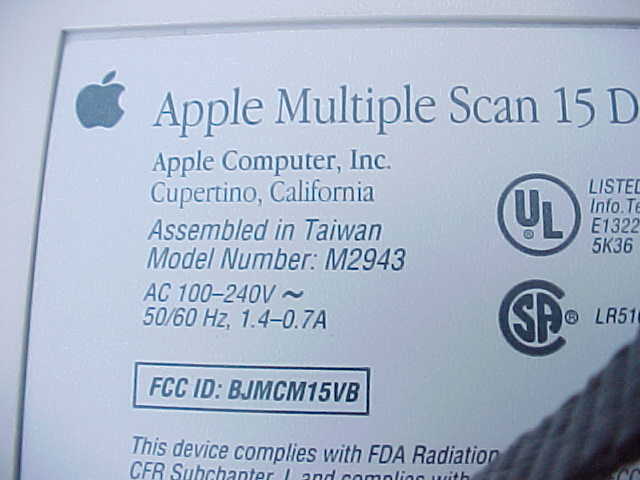 Apple Multiple Scan 15 D
Apple Computer, Inc.
Cupertino, California
Assembled in Taiwan
Model Number: M2943
AC 100–240V ~
50/60 Hz, 1.4–0.7A
FCC ID: BJMCM15VB
This device complies with FDA Radiation
CFR Subchapter J, and complies with
UL ®
LISTED
Info.Te
E1322
5K36
SA ®
LR51